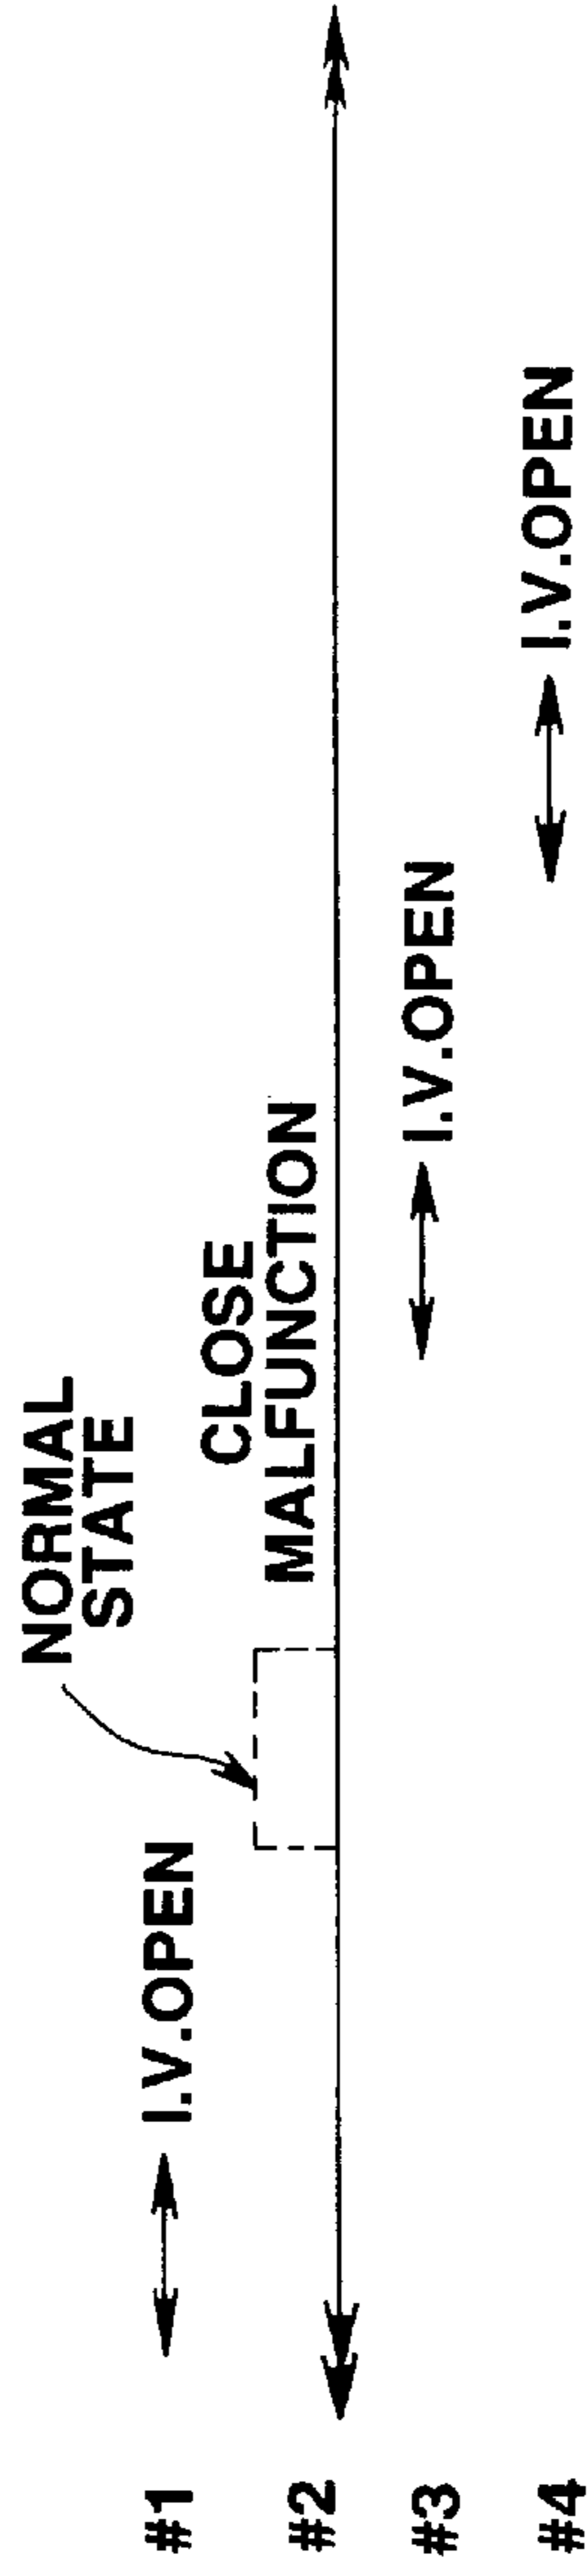 NORMAL
STATE
#1
I.V.OPEN
CLOSE
MALFUNCTION
#2
#3
I.V.OPEN
#4
I.V.OPEN